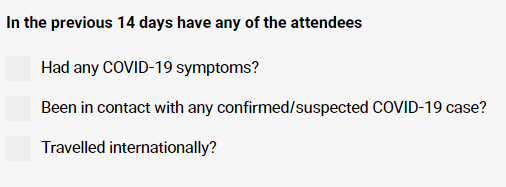 In the previous 14 days have any of the attendees
Had any COVID-19 symptoms?
Been in contact with any confirmed/suspected COVID-19 case?
Travelled internationally?